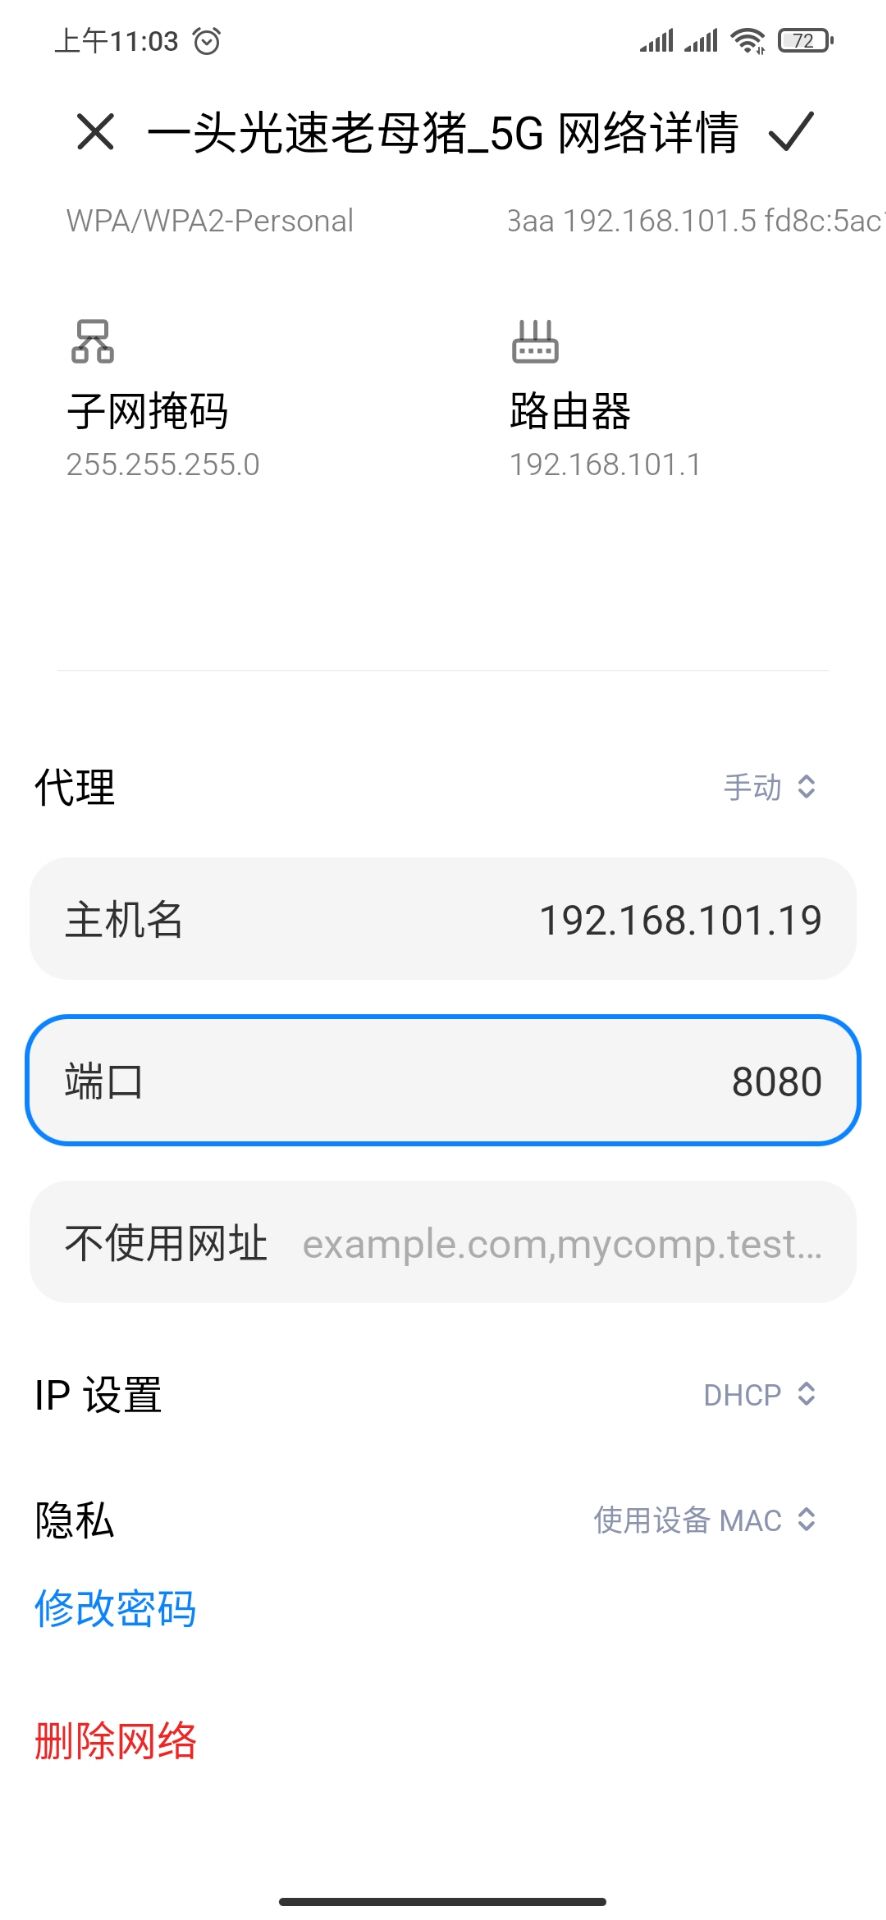 上午11:03
72
一头光速老母猪_5G 网络详情
WPA/WPA2-Personal
3aa 192.168.101.5 fd8c:5ac
子网掩码
路由器
255.255.255.0
192.168.101.1
代理
手动
主机名
192.168.101.19
端口
8080
不使用网址
example.com,mycomp.test...
IP 设置
DHCP
隐私
使用设备 MAC
修改密码
删除网络